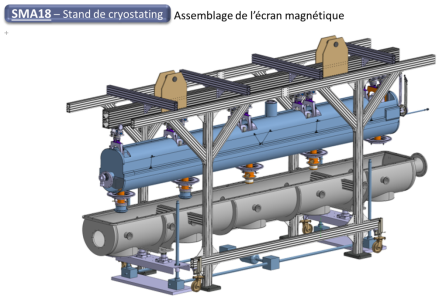 SMA18 – Stand de cryostating Assemblage de l'écran magnétique